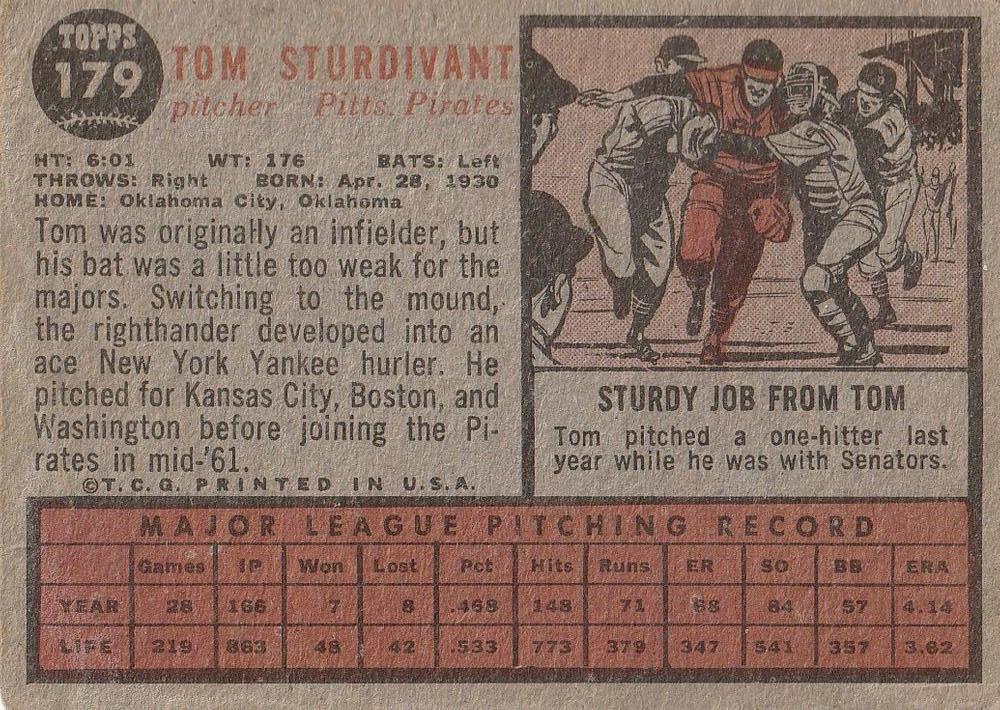 TOPPS
179
TOM STURDIVANT
pitcher Pitts. Pirates
HT: 6:01 WT: 176 BATS: Left
THROWS: Right BORN: Apr. 28, 1930
HOME: Oklahoma City, Oklahoma
Tom was originally an infielder, but
his bat was a little too weak for the
majors. Switching to the mound,
the righthander developed into an
ace New York Yankee hurler. He
pitched for Kansas City, Boston, and
Washington before joining the Pi-
rates in mid-'61.
©T.C.G. PRINTED IN U.S.A.
STURDY JOB FROM TOM
Tom pitched a one-hitter last
year while he was with Senators.
MAJOR LEAGUE PITCHING RECORD
Games IP Won Lost Pct Hits Runs ER SO BB ERA
YEAR 28 166 7 8 .468 148 71 68 84 57 4.14
LIFE 219 863 48 42 .533 773 379 347 541 357 3.62